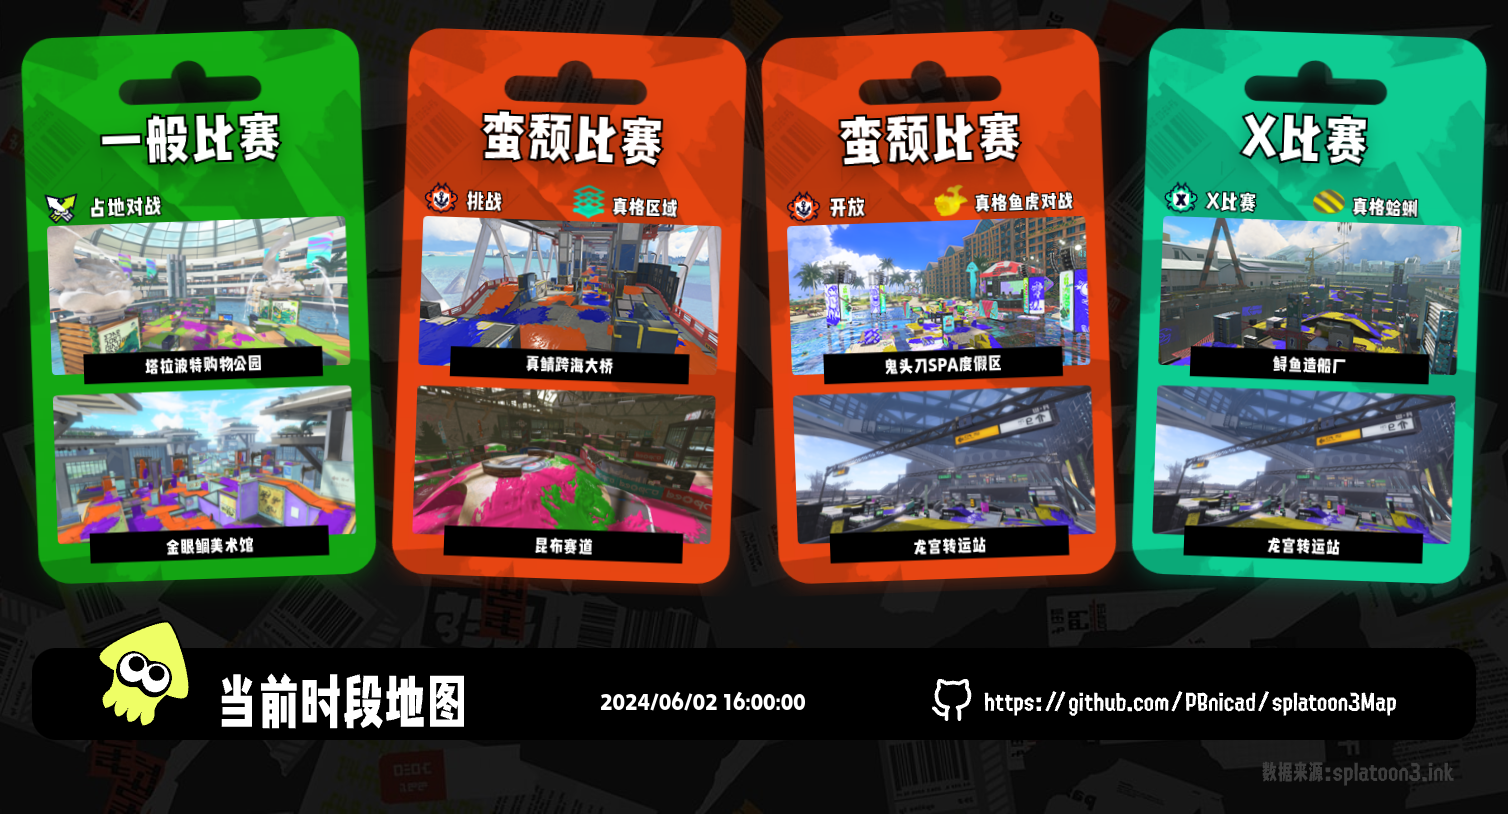 一般比赛
占地对战
塔拉波特购物公园
金眼鲷美术馆
蛮颓比赛
挑战
真格区域
真鲷跨海大桥
昆布赛道
蛮颓比赛
开放
真格鱼虎对战
鬼头刀SPA度假区
龙宫转运站
X比赛
X比赛
真格蛤蜊
鲟鱼造船厂
龙宫转运站
当前时段地图
2024/06/02 16:00:00
https://github.com/PBnicad/splatoon3Map
数据来源:splatoon3.ink